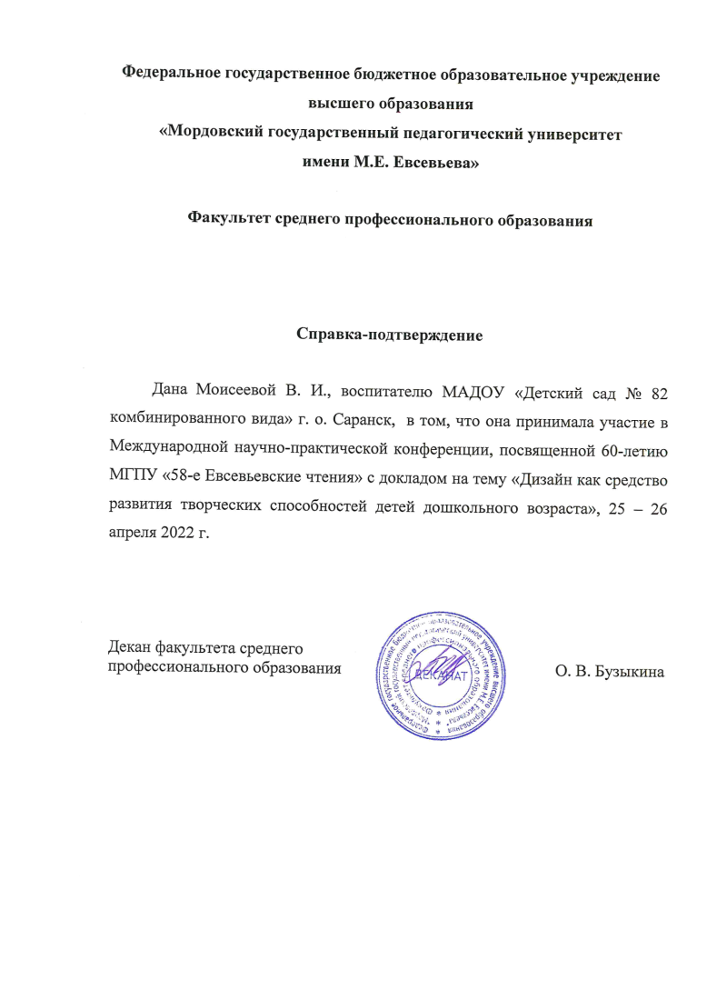 Федеральное государственное бюджетное образовательное учреждение
высшего образования
«Мордовский государственный педагогический университет
имени М.Е. Евсевьева»
Факультет среднего профессионального образования
Справка-подтверждение
Дана Моисеевой В. И., воспитателю МАДОУ «Детский сад № 82
комбинированного вида» г. о. Саранск, в том, что она принимала участие в
Международной научно-практической конференции, посвященной 60-летию
МГПУ «58-е Евсевьевские чтения» с докладом на тему «Дизайн как средство
развития творческих способностей детей дошкольного возраста», 25 – 26
апреля 2022 г.
Декан факультета среднего
профессионального образования
ДЕКАНАТ
О. В. Бузыкина